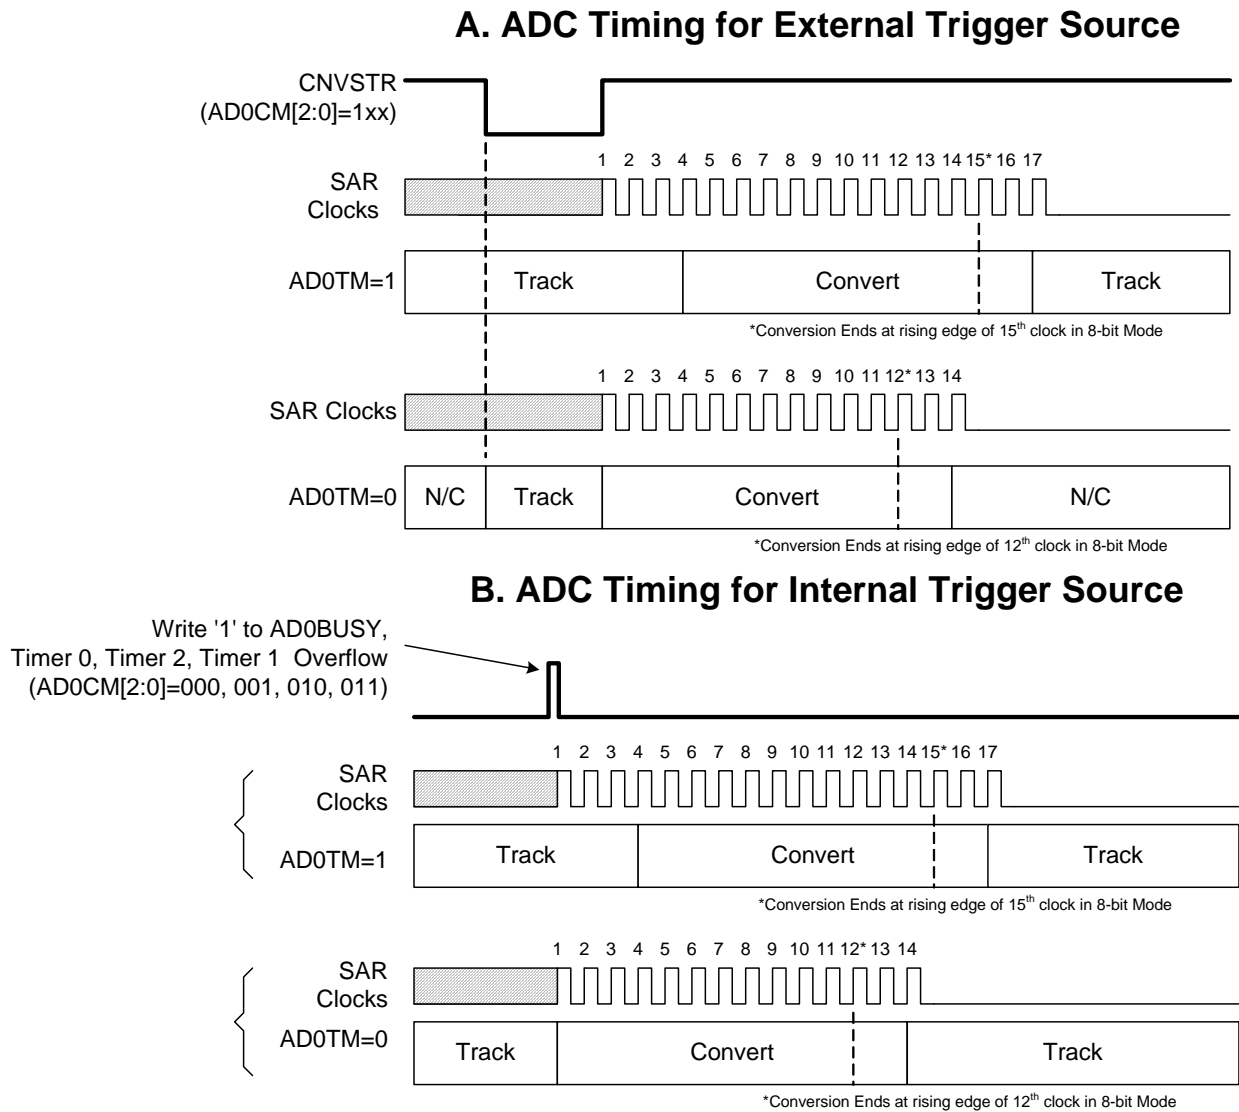 A. ADC Timing for External Trigger Source
CNVSTR
(AD0CM[2:0]=1xx)
1 2 3 4 5 6 7 8 9 10 11 12 13 14 15* 16 17
SAR
Clocks
AD0TM=1
Track
Convert
Track
*Conversion Ends at rising edge of 15th clock in 8-bit Mode
1 2 3 4 5 6 7 8 9 10 11 12* 13 14
SAR Clocks
AD0TM=0
N/C
Track
Convert
N/C
*Conversion Ends at rising edge of 12th clock in 8-bit Mode
B. ADC Timing for Internal Trigger Source
Write '1' to AD0BUSY,
Timer 0, Timer 2, Timer 1 Overflow
(AD0CM[2:0]=000, 001, 010, 011)
1 2 3 4 5 6 7 8 9 10 11 12 13 14 15* 16 17
SAR
Clocks
AD0TM=1
Track
Convert
Track
*Conversion Ends at rising edge of 15th clock in 8-bit Mode
1 2 3 4 5 6 7 8 9 10 11 12* 13 14
SAR
Clocks
AD0TM=0
Track
Convert
Track
*Conversion Ends at rising edge of 12th clock in 8-bit Mode